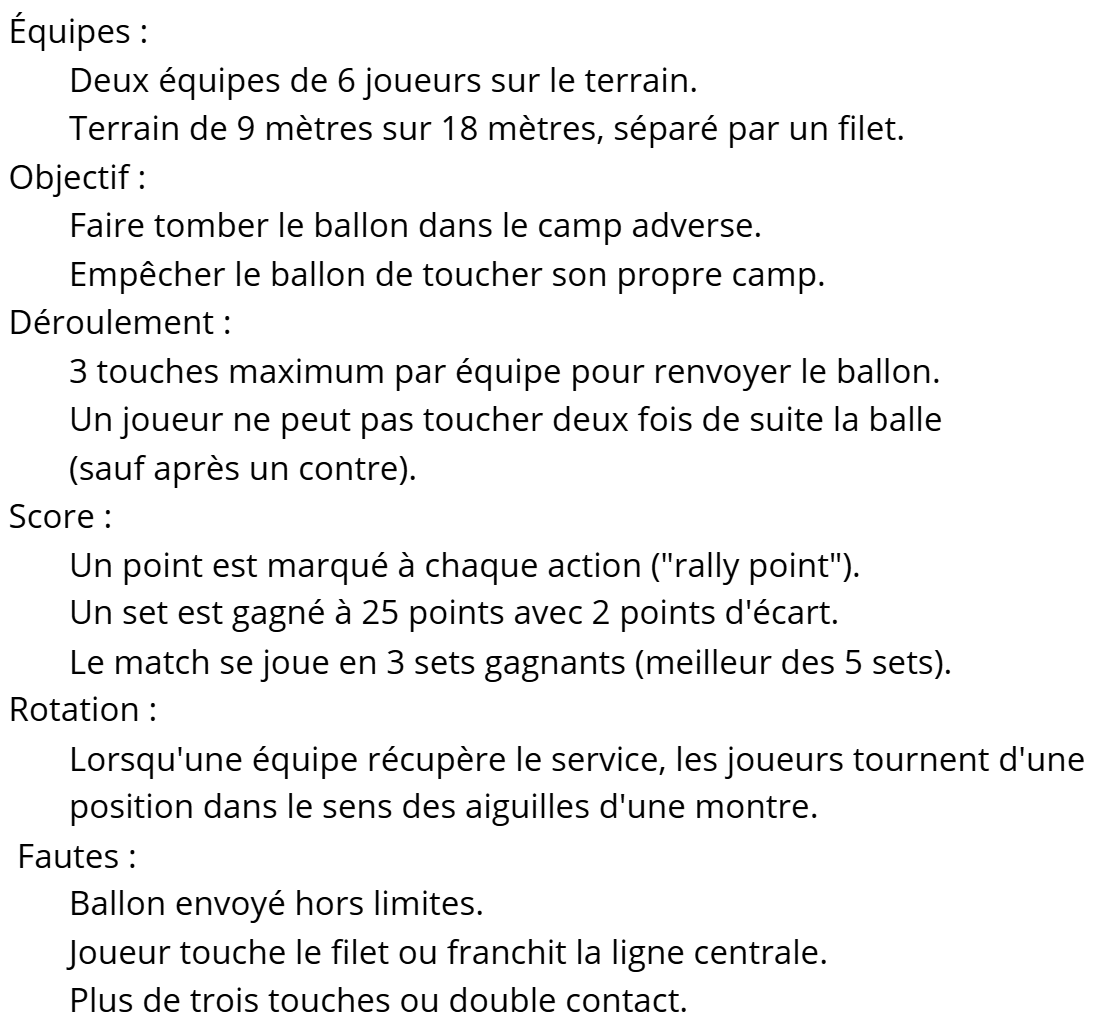 Équipes :
Deux équipes de 6 joueurs sur le terrain.
Terrain de 9 mètres sur 18 mètres, séparé par un filet.
Objectif :
Faire tomber le ballon dans le camp adverse.
Empêcher le ballon de toucher son propre camp.
Déroulement :
3 touches maximum par équipe pour renvoyer le ballon.
Un joueur ne peut pas toucher deux fois de suite la balle
(sauf après un contre).
Score :
Un point est marqué à chaque action ("rally point").
Un set est gagné à 25 points avec 2 points d'écart.
Le match se joue en 3 sets gagnants (meilleur des 5 sets).
Rotation :
Lorsqu'une équipe récupère le service, les joueurs tournent d'une
position dans le sens des aiguilles d'une montre.
Fautes :
Ballon envoyé hors limites.
Joueur touche le filet ou franchit la ligne centrale.
Plus de trois touches ou double contact.